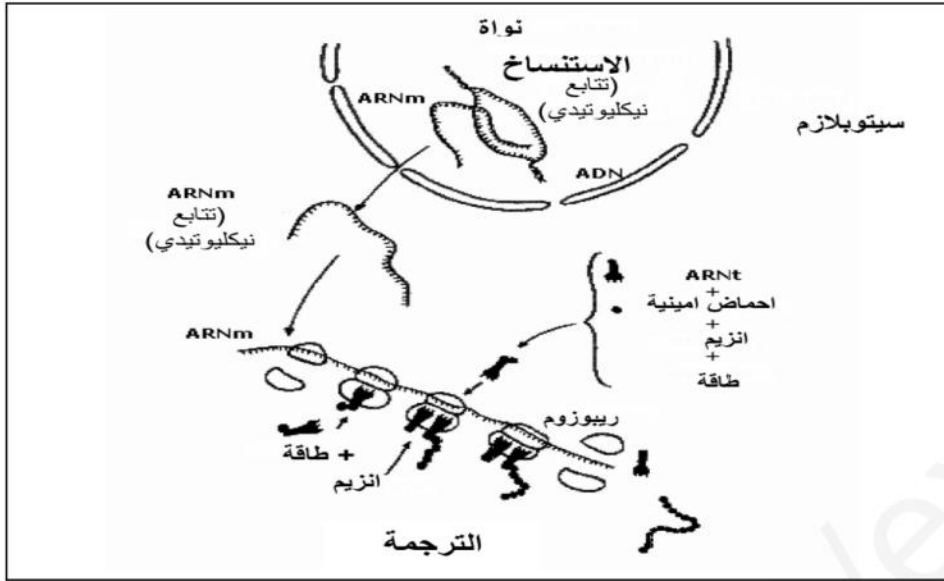 نواة
الاستنساخ
(تتابع
نيكليوتيدي)
ARNm
سيتوبلازم
ADN
ARNm
(تتابع
نيكليوتيدي)
ARNt
+
احماض امينية
+
انزيم
+
طاقة
ARNm
ريبوزوم
طاقة +
انزيم
الترجمة